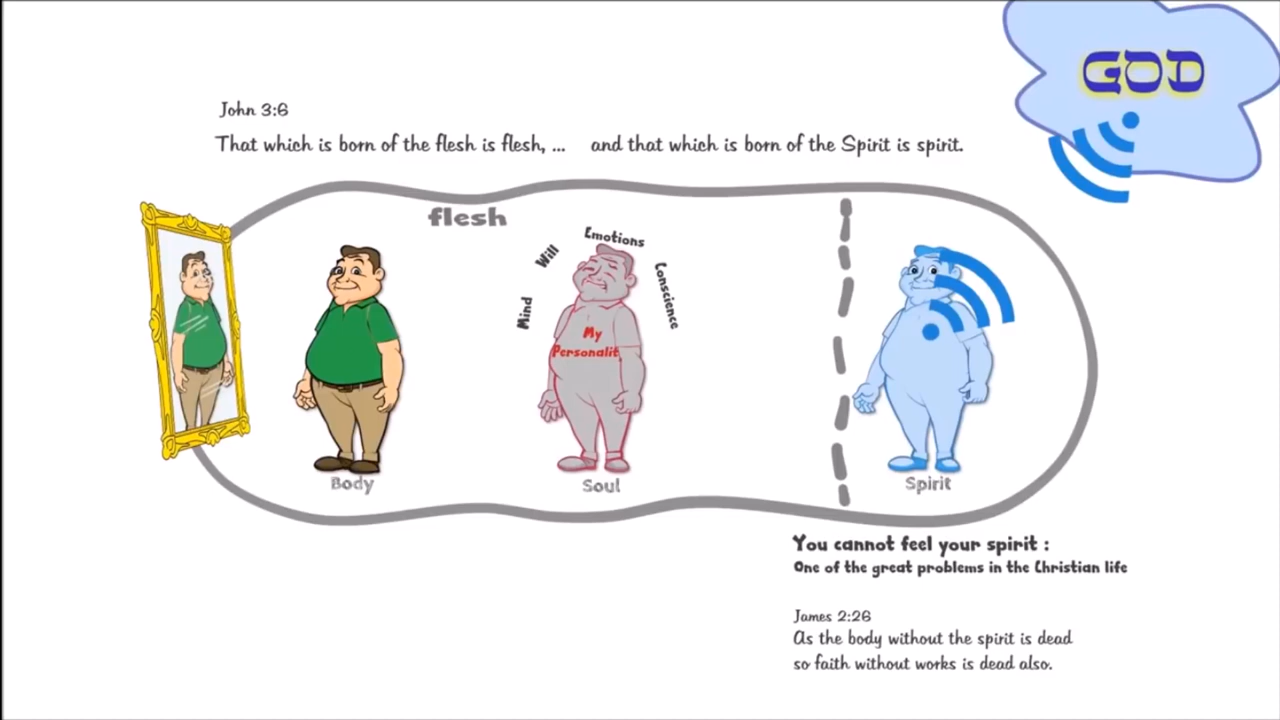 GOD
John 3:6
That which is born of the flesh is flesh, ... and that which is born of the Spirit is spirit.
flesh
Mind
Will
Emotions
Conscience
My
Personalit
Body
Soul
Spirit
You cannot feel your spirit :
One of the great problems in the Christian life
James 2:26
As the body without the spirit is dead
so faith without works is dead also.